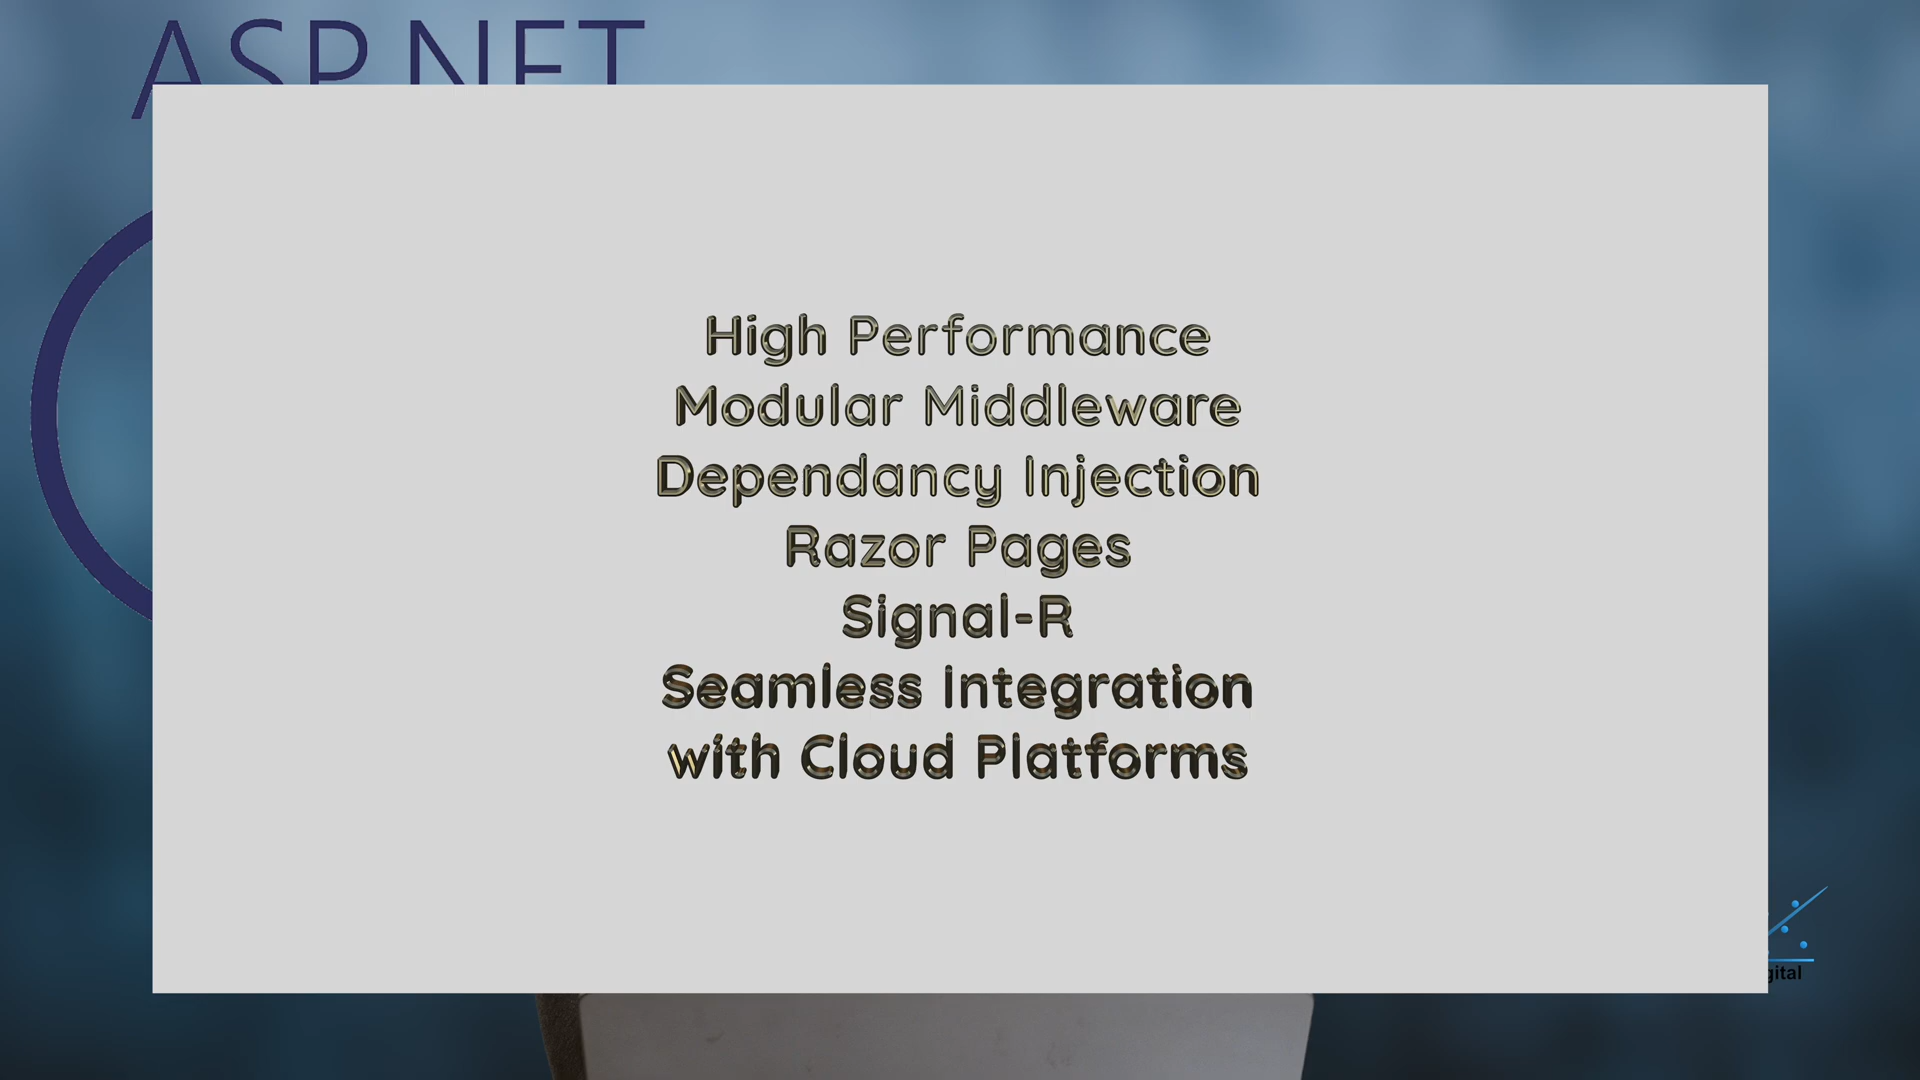 ASP.NET
High Performance
Modular Middleware
Dependancy Injection
Razor Pages
Signal-R
Seamless Integration
with Cloud Platforms
gital